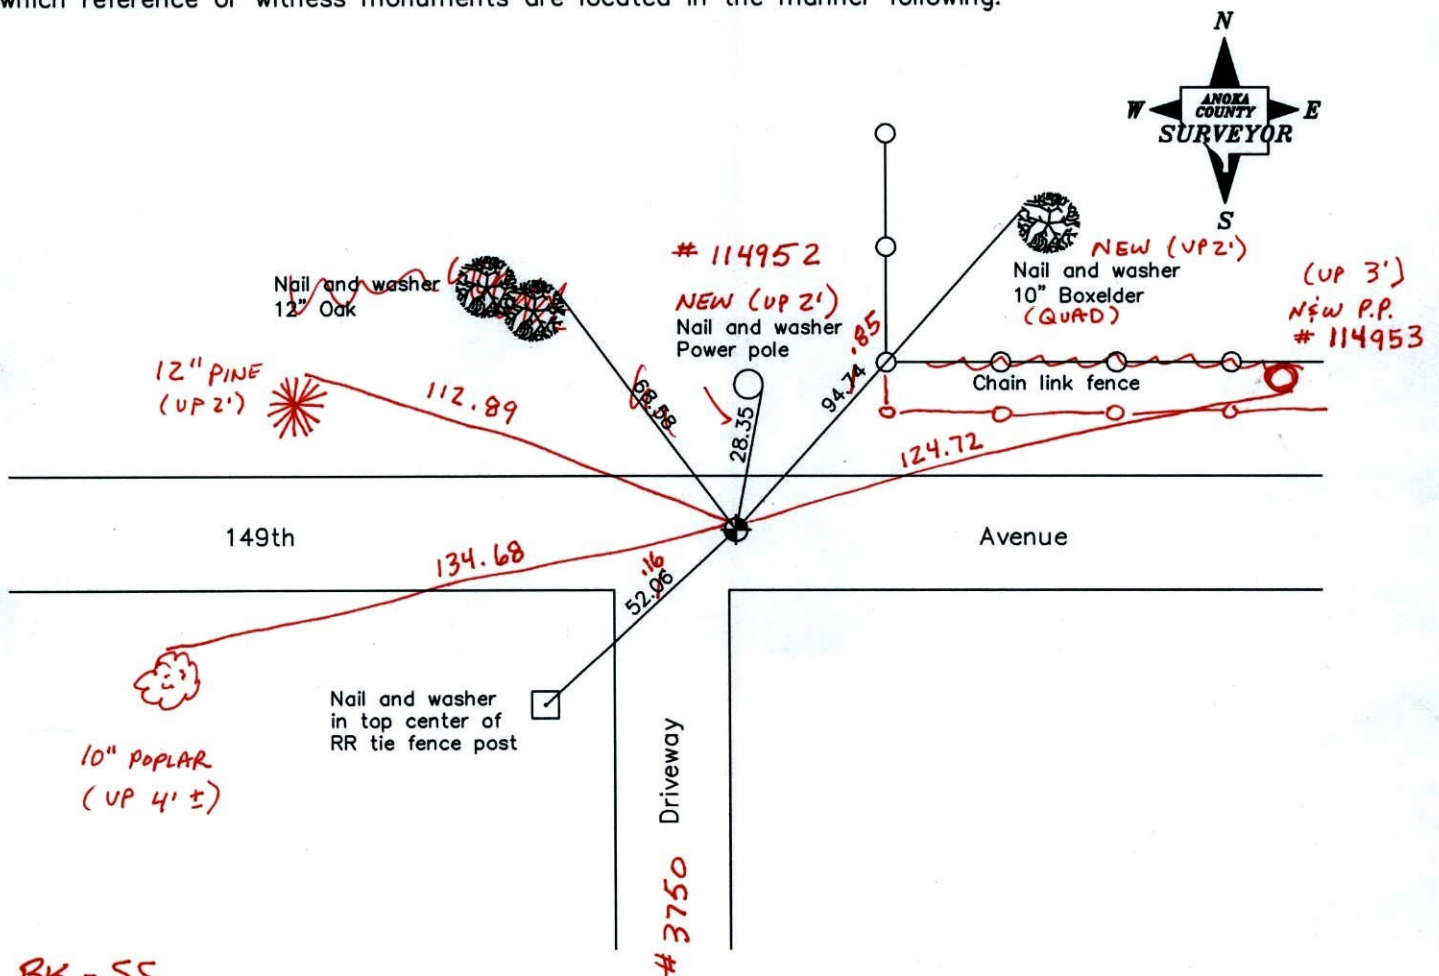 which reference or witness monuments are located in the manner following:
N
W
ANOKA
COUNTY
SURVEYOR
E
S
# 114952
NEW (UP 2')
Nail and washer
Power pole
NEW (UP 2')
Nail and washer
10" Boxelder
(QUAD)
(UP 3')
N&W P.P.
# 114953
Nail and washer
12" Oak
12" PINE
(UP 2')
112.89
68.58
28.35
94.74
.85
Chain link fence
124.72
149th
Avenue
134.68
.16
52.06
Nail and washer
in top center of
RR tie fence post
10" POPLAR
(UP 4' ±)
Driveway
# 3750
BK - 55